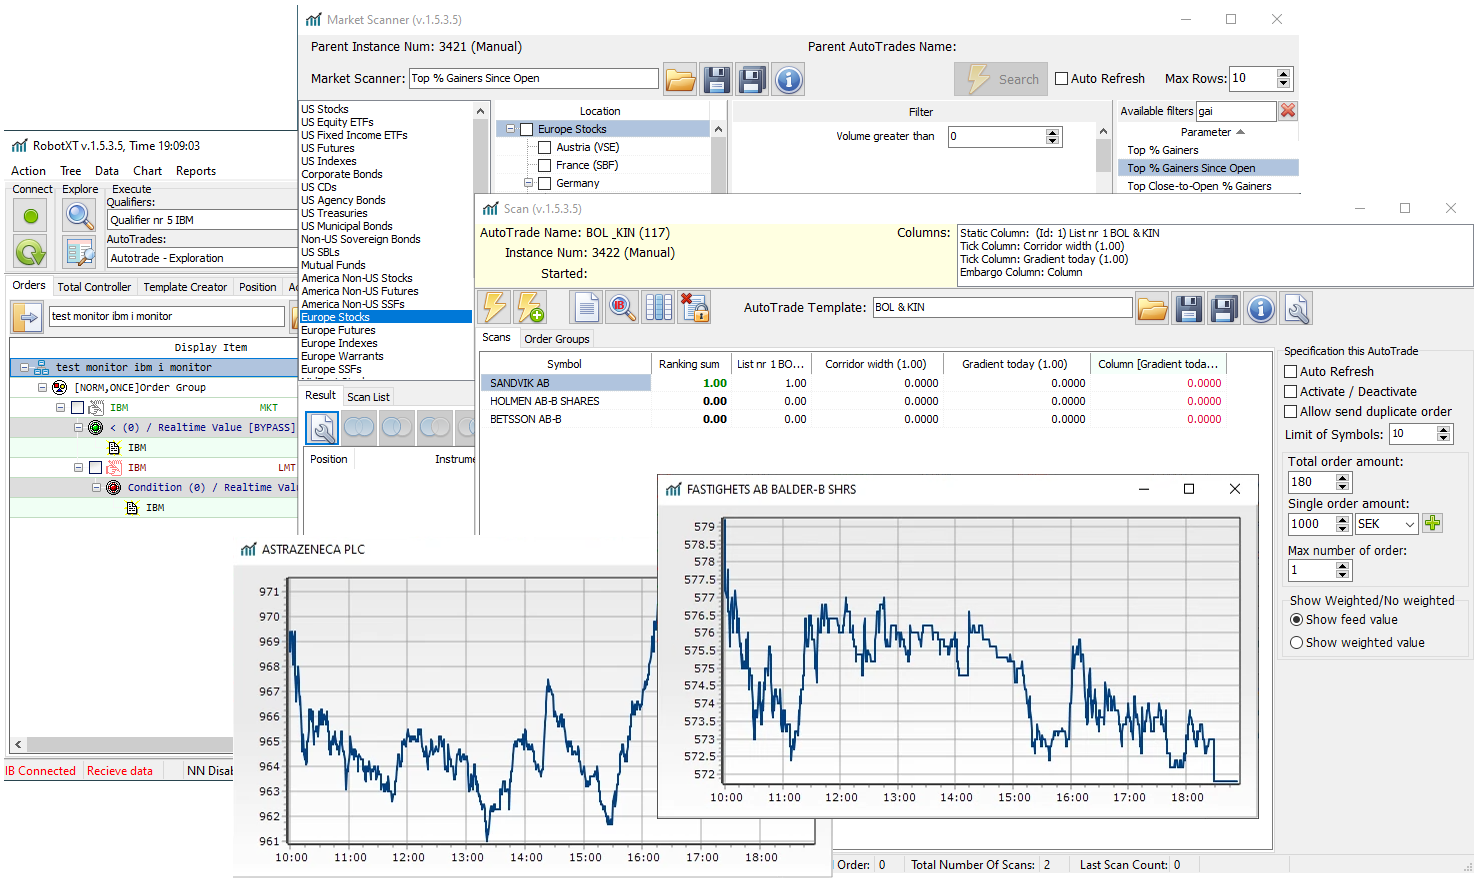 Market Scanner (v.1.5.3.5)
Parent Instance Num: 3421 (Manual)
Parent AutoTrades Name:
Market Scanner: Top % Gainers Since Open
Search
Auto Refresh
Max Rows: 10
US Stocks
US Equity ETFs
US Fixed Income ETFs
US Futures
US Indexes
Corporate Bonds
US CDs
US Agency Bonds
US Treasuries
US Municipal Bonds
Non-US Sovereign Bonds
US SBLs
Mutual Funds
America Non-US Stocks
America Non-US Futures
America Non-US SSFs
Europe Stocks
Europe Futures
Europe Indexes
Europe Warrants
Europe SSFs
Location
Europe Stocks
Austria (VSE)
France (SBF)
Germany
Filter
Volume greater than 0
Available filters gai
Parameter
Top % Gainers
Top % Gainers Since Open
Top Close-to-Open % Gainers
Result
Scan List
Position
Instrume
RobotXT v.1.5.3.5, Time 19:09:03
Action Tree Data Chart Reports
Connect Explore Execute
Qualifiers:
Qualifier nr 5 IBM
AutoTrades:
Autotrade - Exploration
Orders Total Controller Template Creator Position A
test monitor ibm i monitor
Display Item
test monitor ibm i monitor
[NORM,ONCE]Order Group
IBM MKT
< (0) / Realtime Value [BYPASS]
IBM
IBM LMT
Condition (0) / Realtime Valu
IBM
IB Connected Recieve data NN Disab
Scan (v.1.5.3.5)
AutoTrade Name: BOL _KIN (117)
Instance Num: 3422 (Manual)
Started:
Columns:
Static Column: (Id: 1) List nr 1 BOL & KIN
Tick Column: Corridor width (1.00)
Tick Column: Gradient today (1.00)
Embargo Column: Column
IB
AutoTrade Template: BOL & KIN
Scans Order Groups
Symbol Ranking sum List nr 1 BO... Corridor width (1.00) Gradient today (1.00) Column [Gradient toda...
SANDVIK AB 1.00 1.00 0.0000 0.0000 0.0000
HOLMEN AB-B SHARES 0.00 0.00 0.0000 0.0000 0.0000
BETSSON AB-B 0.00 0.00 0.0000 0.0000 0.0000
Specification this AutoTrade
Auto Refresh
Activate / Deactivate
Allow send duplicate order
Limit of Symbols: 10
Total order amount:
180
Single order amount:
1000 SEK
Max number of order:
1
Show Weighted/No weighted
Show feed value
Show weighted value
Order: 0 Total Number Of Scans: 2 Last Scan Count: 0
ASTRAZENECA PLC
971
970
969
968
967
966
965
964
963
962
961
10:00 11:00 12:00 13:00 14:00 15:00 16:00 17:00 18:00
FASTIGHETS AB BALDER-B SHRS
579
578.5
578
577.5
577
576.5
576
575.5
575
574.5
574
573.5
573
572.5
572
10:00 11:00 12:00 13:00 14:00 15:00 16:00 17:00 18:00